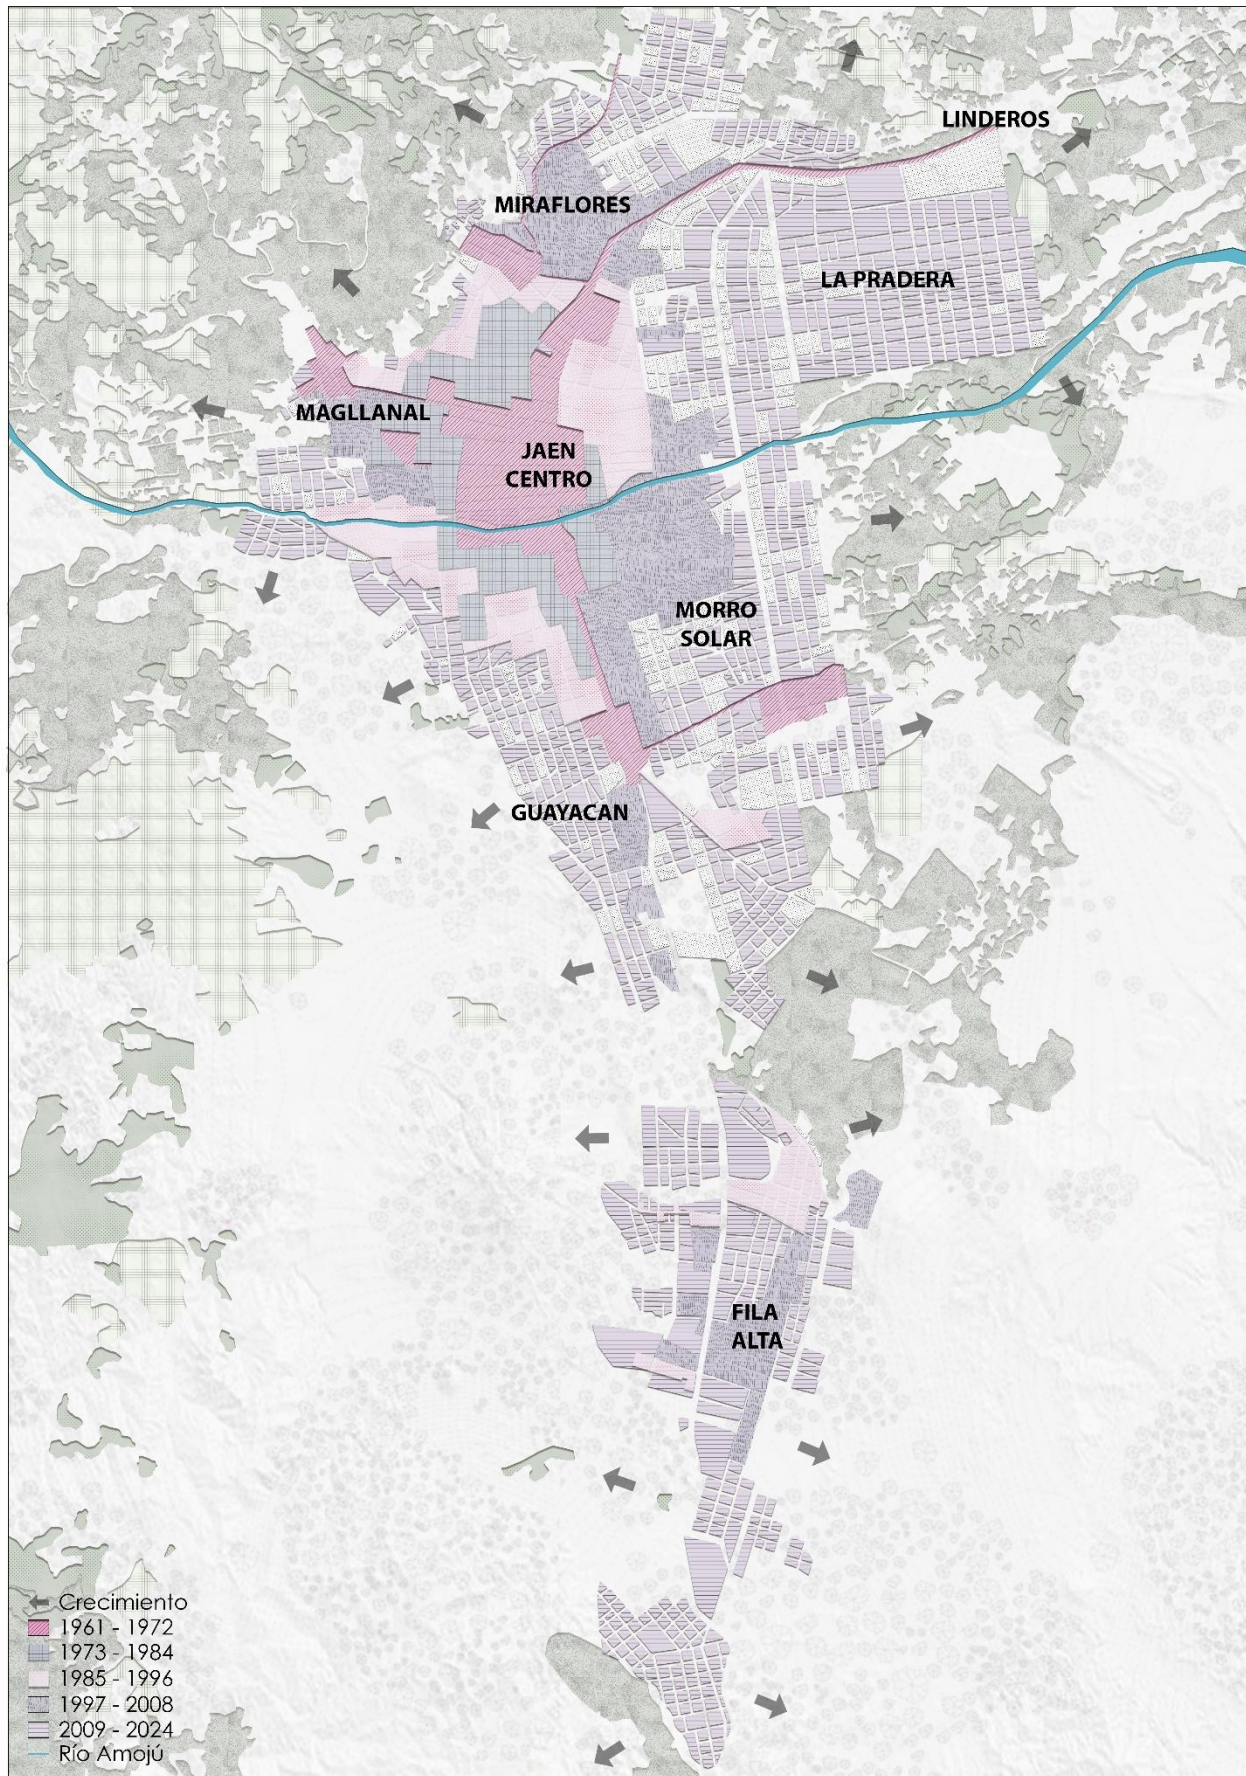 LINDEROS
MIRAFLORES
LA PRADERA
MAGLLANAL
JAEN
CENTRO
MORRO
SOLAR
GUAYACAN
FILA
ALTA
Crecimiento
1961 - 1972
1973 - 1984
1985 - 1996
1997 - 2008
2009 - 2024
Río Amojú